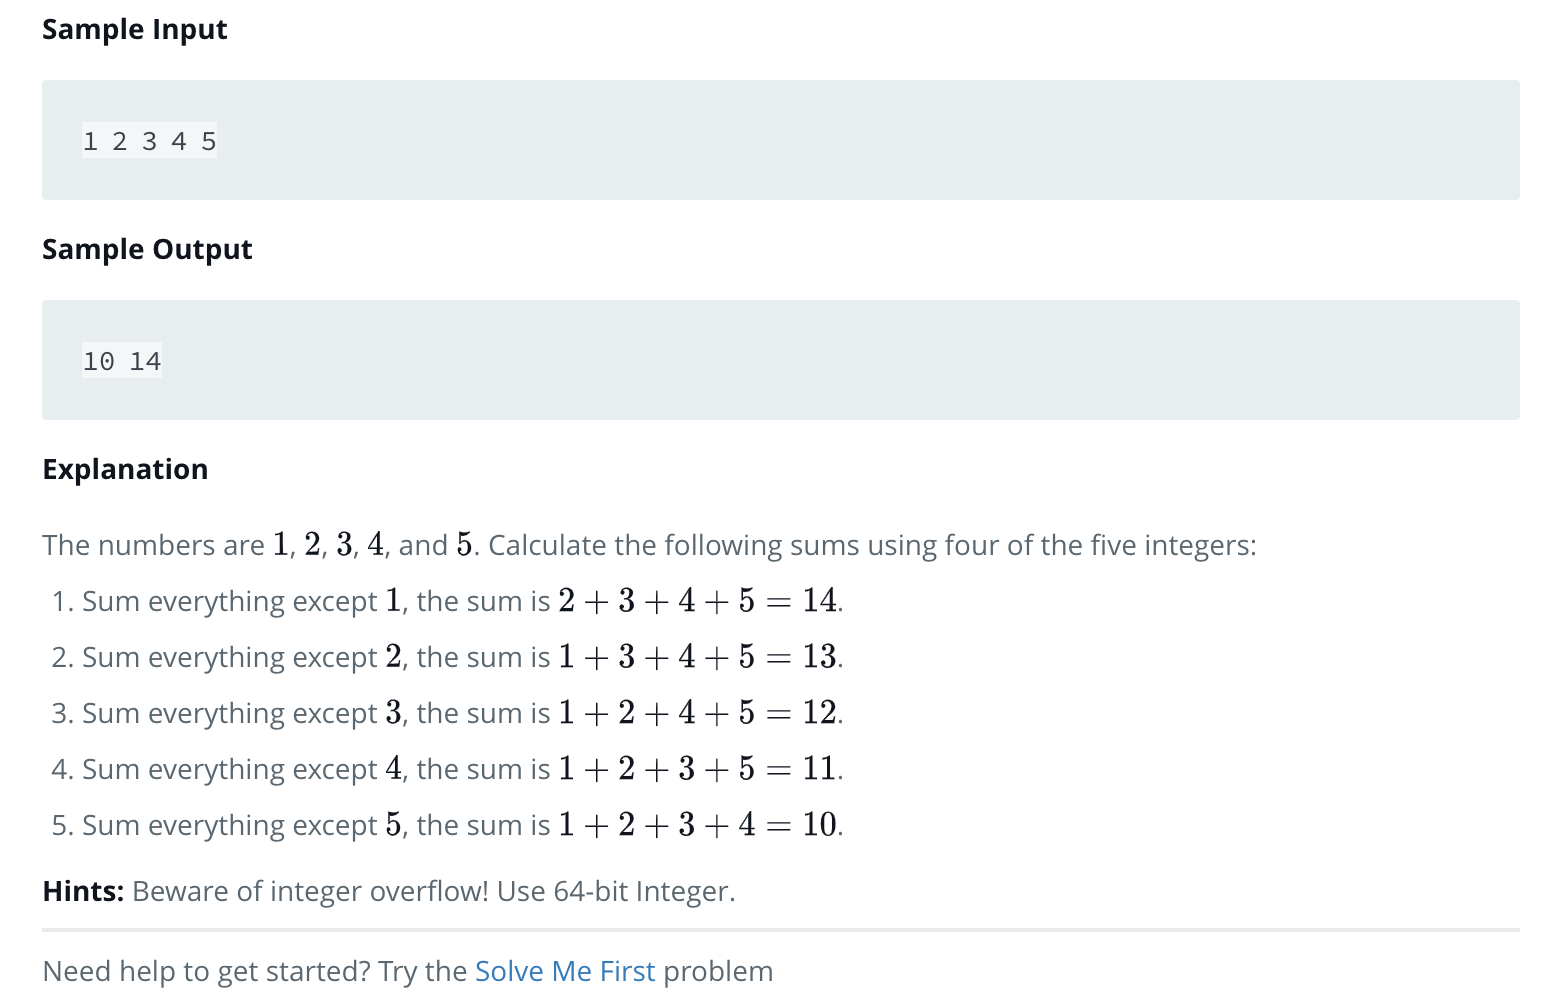 Sample Input
1 2 3 4 5
Sample Output
10 14
Explanation
The numbers are 1, 2, 3, 4, and 5. Calculate the following sums using four of the five integers:
1. Sum everything except 1, the sum is 2 + 3 + 4 + 5 = 14.
2. Sum everything except 2, the sum is 1 + 3 + 4 + 5 = 13.
3. Sum everything except 3, the sum is 1 + 2 + 4 + 5 = 12.
4. Sum everything except 4, the sum is 1 + 2 + 3 + 5 = 11.
5. Sum everything except 5, the sum is 1 + 2 + 3 + 4 = 10.
Hints: Beware of integer overflow! Use 64-bit Integer.
Need help to get started? Try the Solve Me First problem